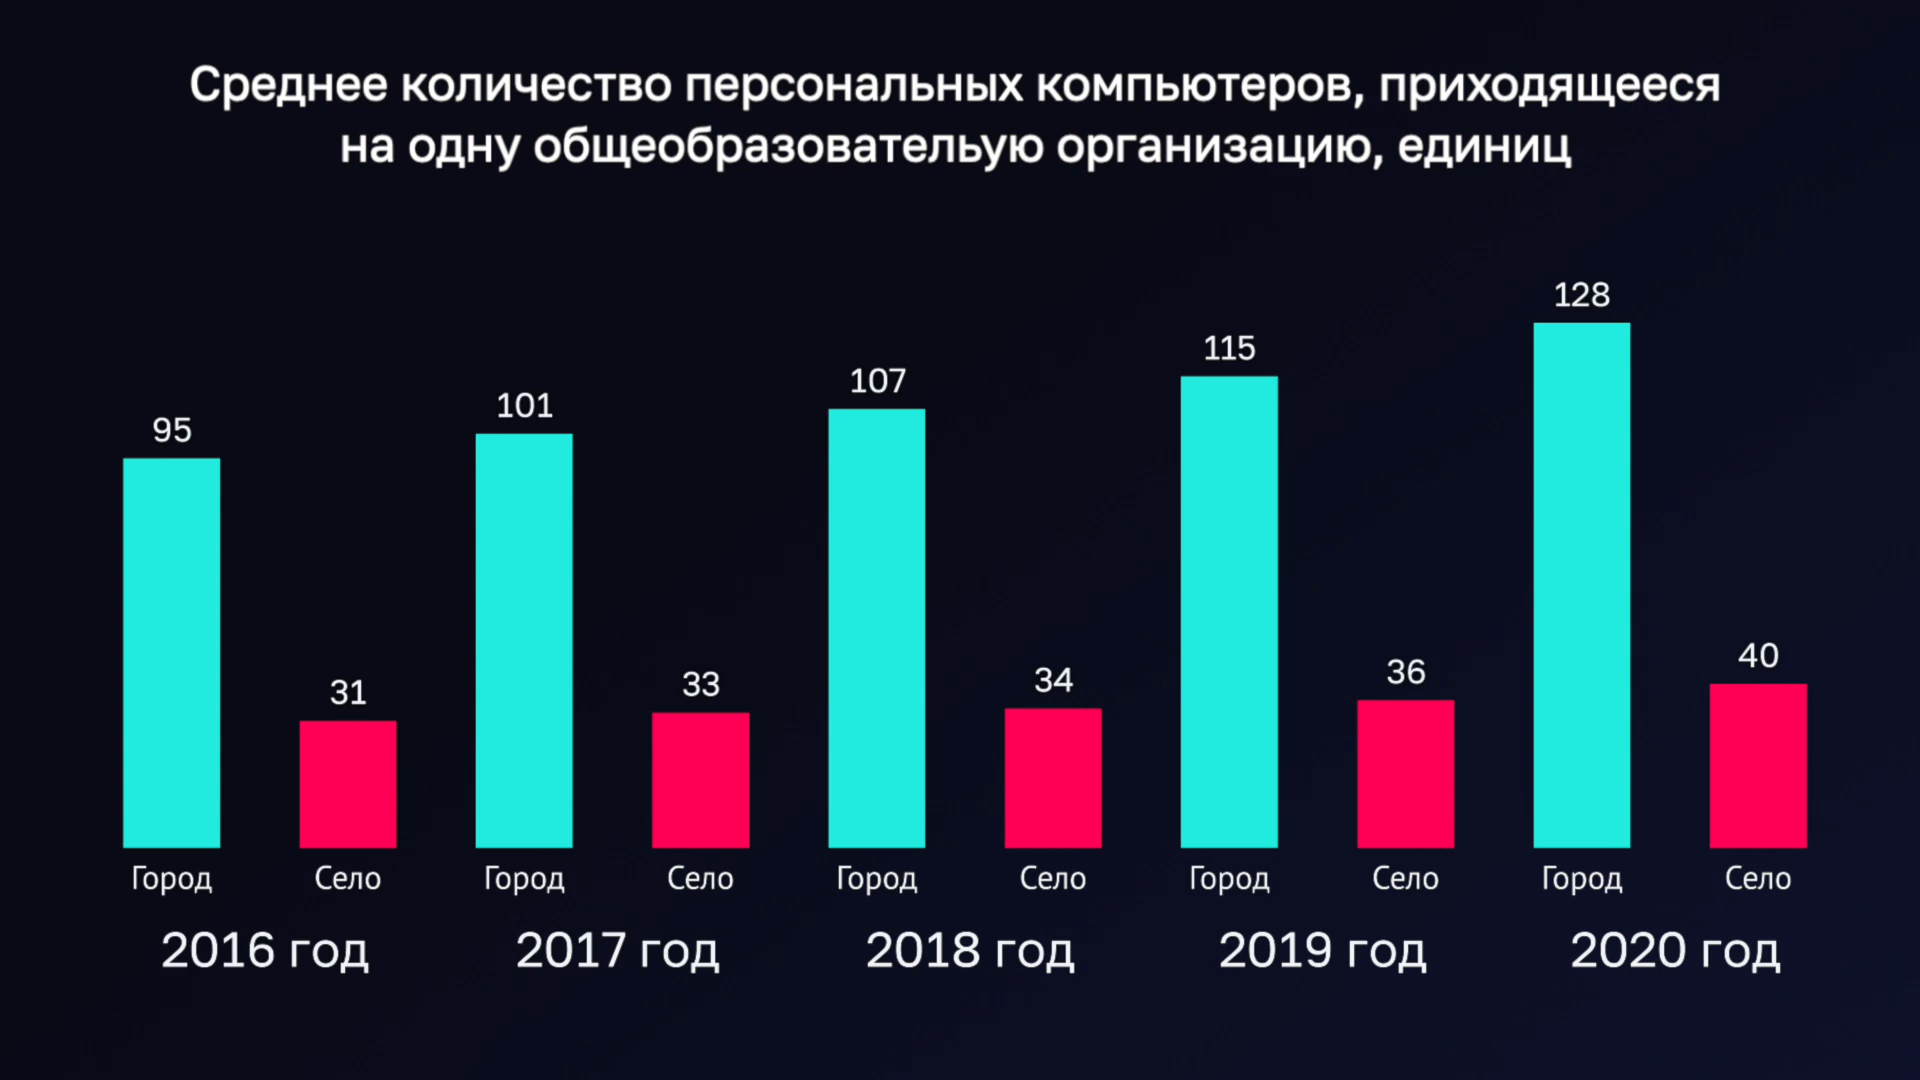 Среднее количество персональных компьютеров, приходящееся
на одну общеобразовательую организацию, единиц
128
115
107
101
95
40
36
34
33
31
Город Село Город Село Город Село Город Село Город Село
2016 год 2017 год 2018 год 2019 год 2020 год